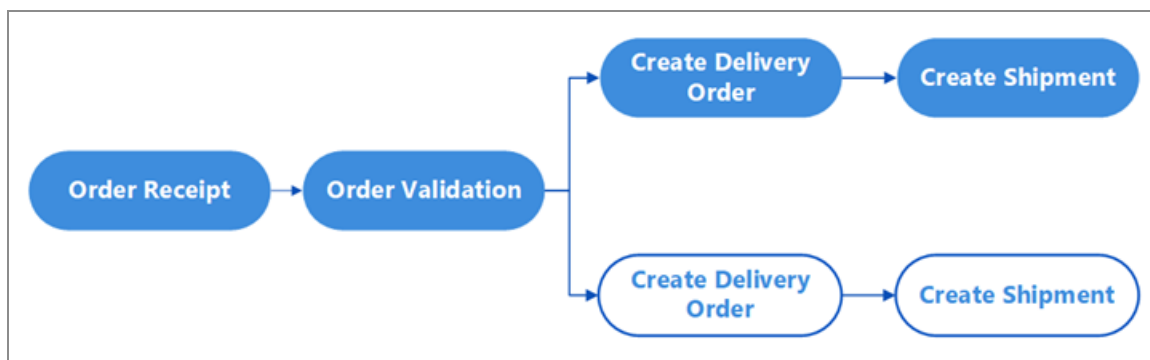 Create Delivery
Order
Create Shipment
Order Receipt
Order Validation
Create Delivery
Order
Create Shipment